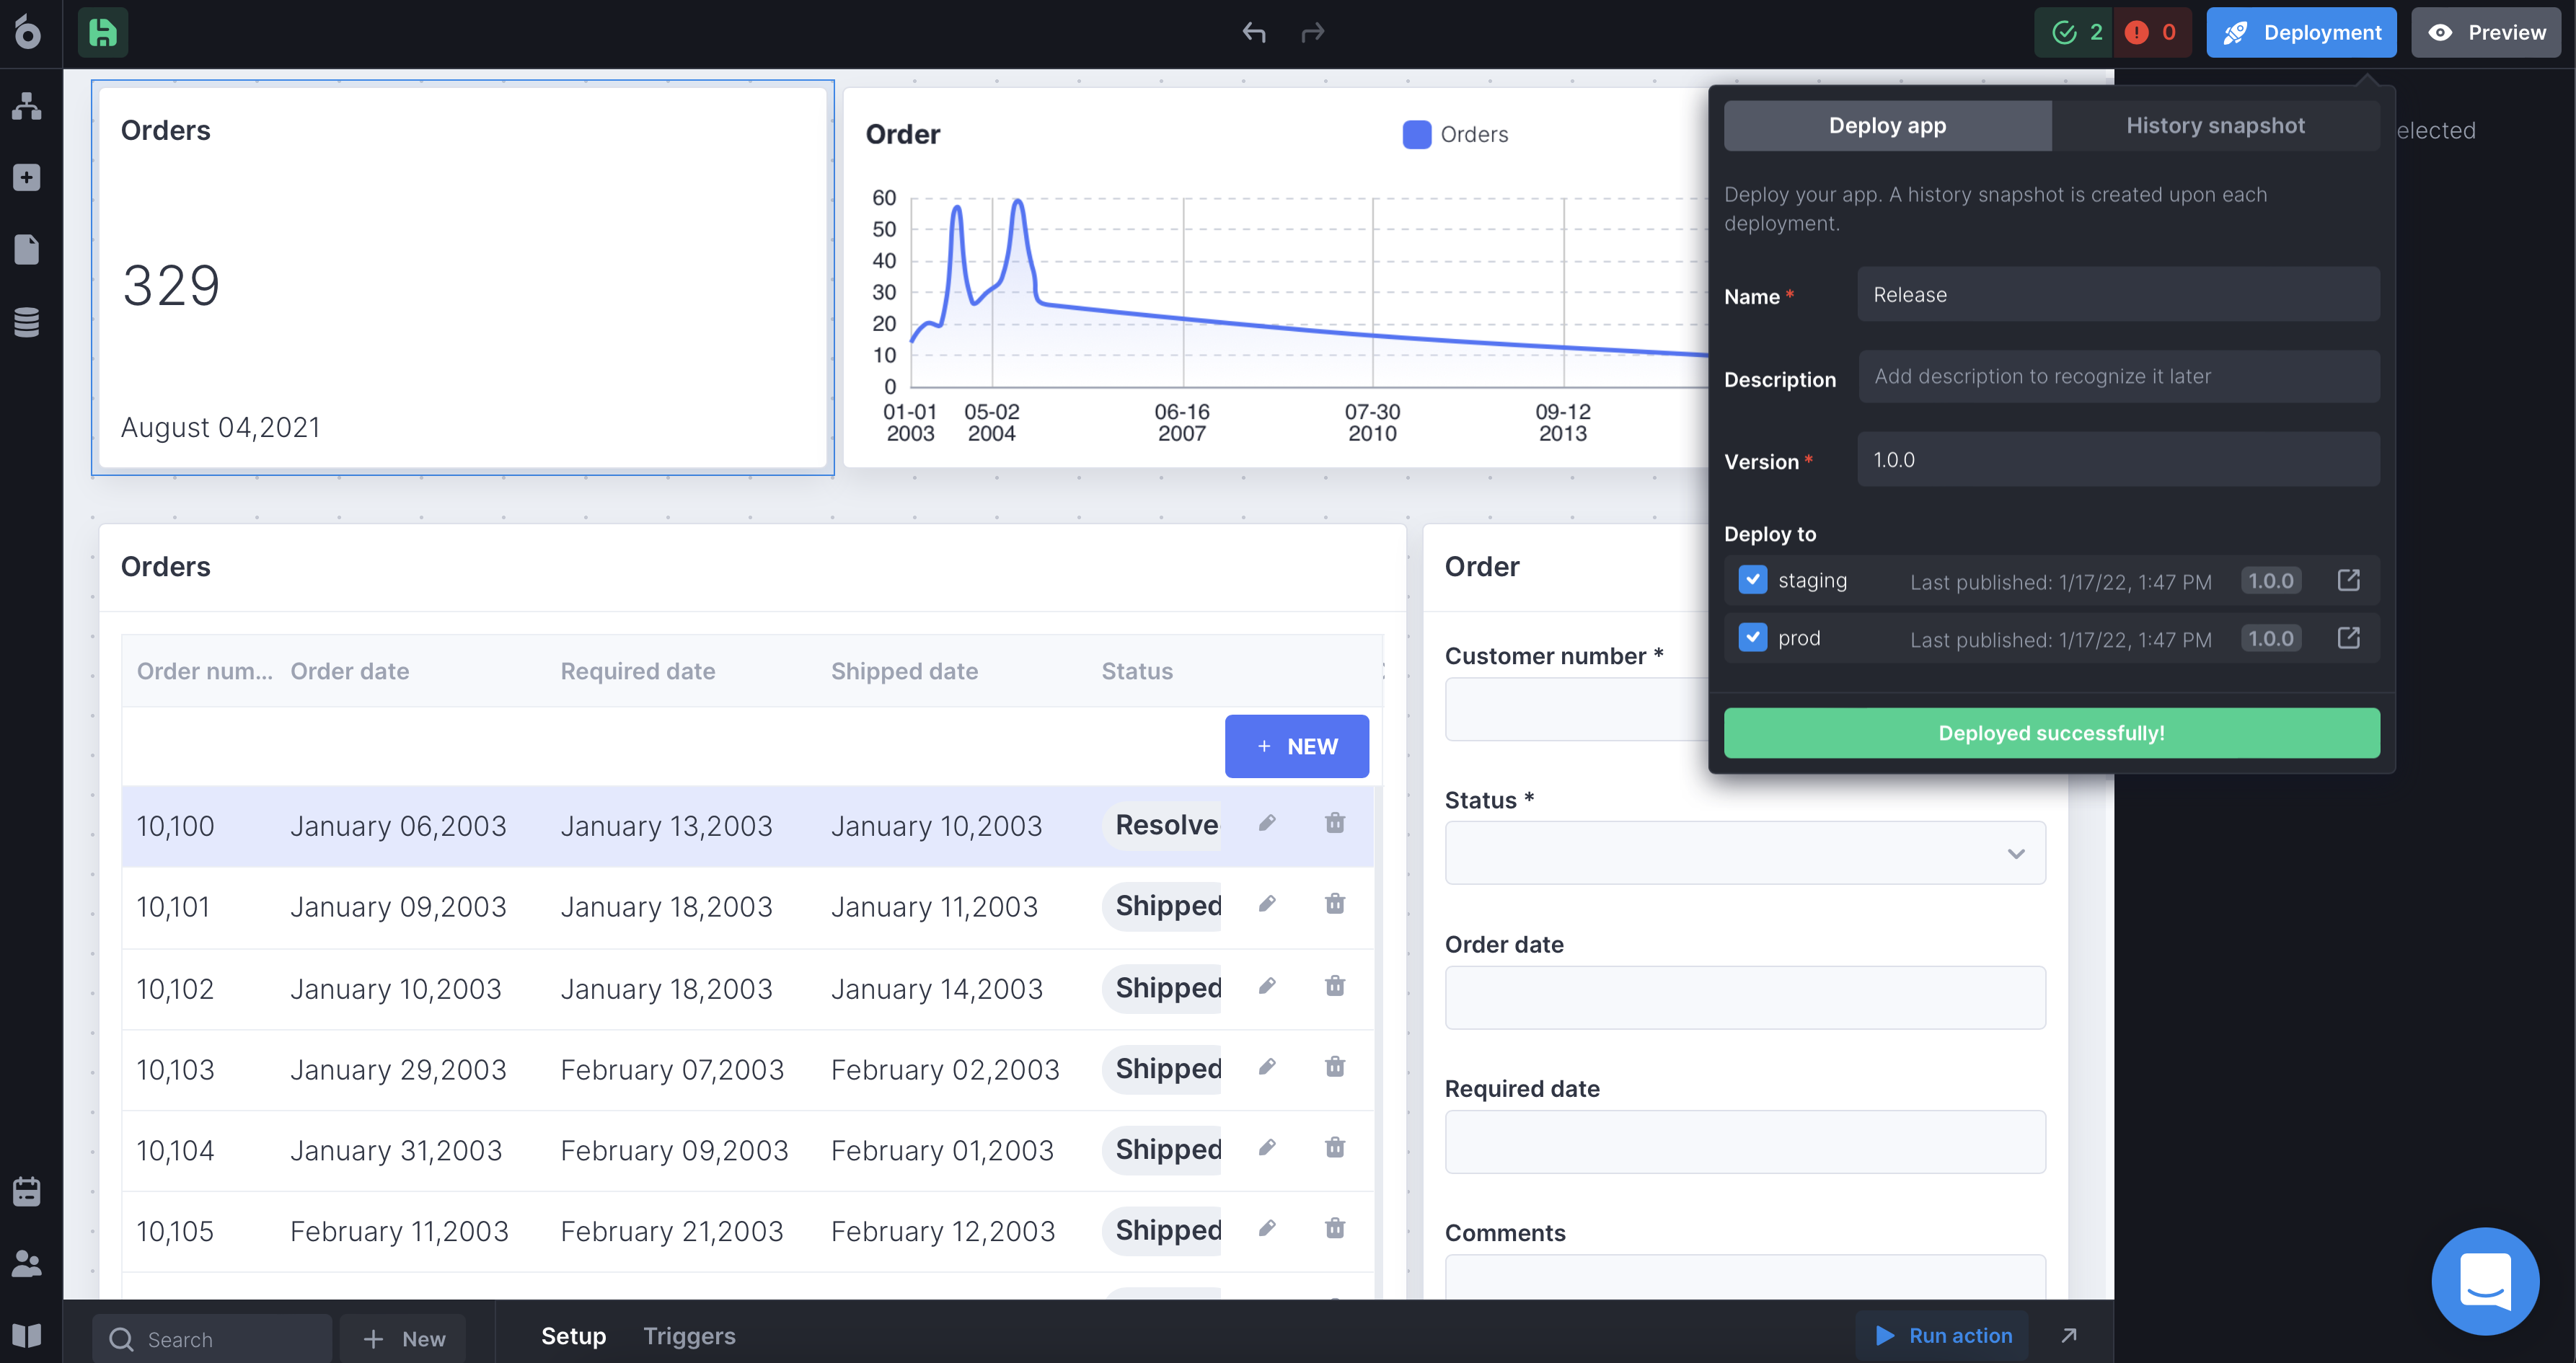 2
0
Deployment
Preview
Orders
329
August 04,2021
Order
Orders
60
50
40
30
20
10
0
01-01
2003
05-02
2004
06-16
2007
07-30
2010
09-12
2013
Deploy app
History snapshot
elected
Deploy your app. A history snapshot is created upon each
deployment.
Name *
Release
Description
Add description to recognize it later
Version *
1.0.0
Deploy to
staging
Last published: 1/17/22, 1:47 PM
1.0.0
prod
Last published: 1/17/22, 1:47 PM
1.0.0
Deployed successfully!
Orders
Order num... Order date Required date Shipped date Status
+ NEW
10,100 January 06,2003 January 13,2003 January 10,2003 Resolve
10,101 January 09,2003 January 18,2003 January 11,2003 Shipped
10,102 January 10,2003 January 18,2003 January 14,2003 Shipped
10,103 January 29,2003 February 07,2003 February 02,2003 Shipped
10,104 January 31,2003 February 09,2003 February 01,2003 Shipped
10,105 February 11,2003 February 21,2003 February 12,2003 Shipped
Order
Customer number *
Status *
Order date
Required date
Comments
Search
+ New
Setup
Triggers
Run action